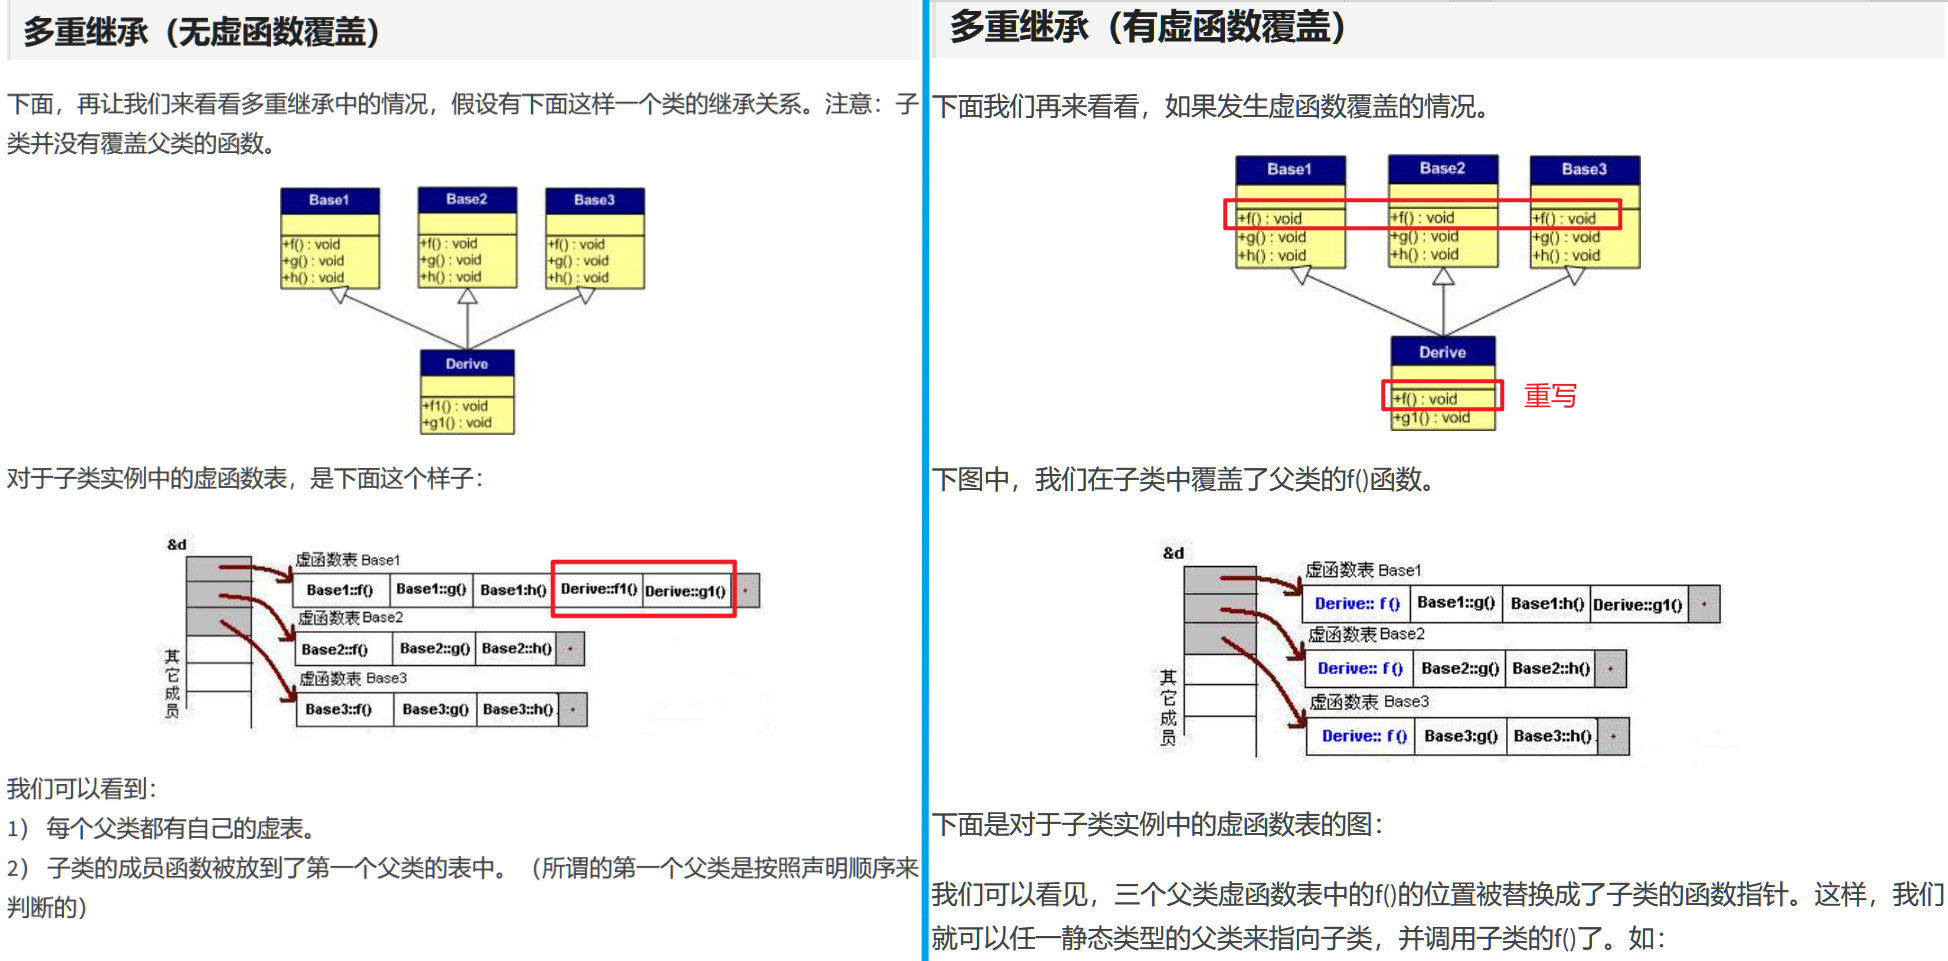 多重继承（无虚函数覆盖）
下面，再让我们来看看多重继承中的情况，假设有下面这样一个类的继承关系。注意：子
类并没有覆盖父类的函数。
Base1
Base2
Base3
+f() : void
+g() : void
+h() : void
+f() : void
+g() : void
+h() : void
+f() : void
+g() : void
+h() : void
Derive
+f1() : void
+g1() : void
对于子类实例中的虚函数表，是下面这个样子：
&d
虚函数表 Base1
Base1::f()
Base1::g()
Base1:h()
Derive::f1()
Derive::g1()
虚函数表 Base2
Base2::f()
Base2::g()
Base2::h()
虚函数表 Base3
Base3::f()
Base3:g()
Base3::h()
其它成员
我们可以看到：
1） 每个父类都有自己的虚表。
2） 子类的成员函数被放到了第一个父类的表中。（所谓的第一个父类是按照声明顺序来
判断的）
多重继承（有虚函数覆盖）
下面我们再来看看，如果发生虚函数覆盖的情况。
Base1
Base2
Base3
+f() : void
+g() : void
+h() : void
+f() : void
+g() : void
+h() : void
+f() : void
+g() : void
+h() : void
Derive
+f() : void
+g1() : void
重写
下图中，我们在子类中覆盖了父类的f()函数。
&d
虚函数表 Base1
Derive:: f ()
Base1::g()
Base1:h()
Derive::g1()
虚函数表 Base2
Derive:: f ()
Base2::g()
Base2::h()
虚函数表 Base3
Derive:: f ()
Base3:g()
Base3::h()
其它成员
下面是对于子类实例中的虚函数表的图：
我们可以看见，三个父类虚函数表中的f()的位置被替换成了子类的函数指针。这样，我们
就可以任一静态类型的父类来指向子类，并调用子类的f()了。如：